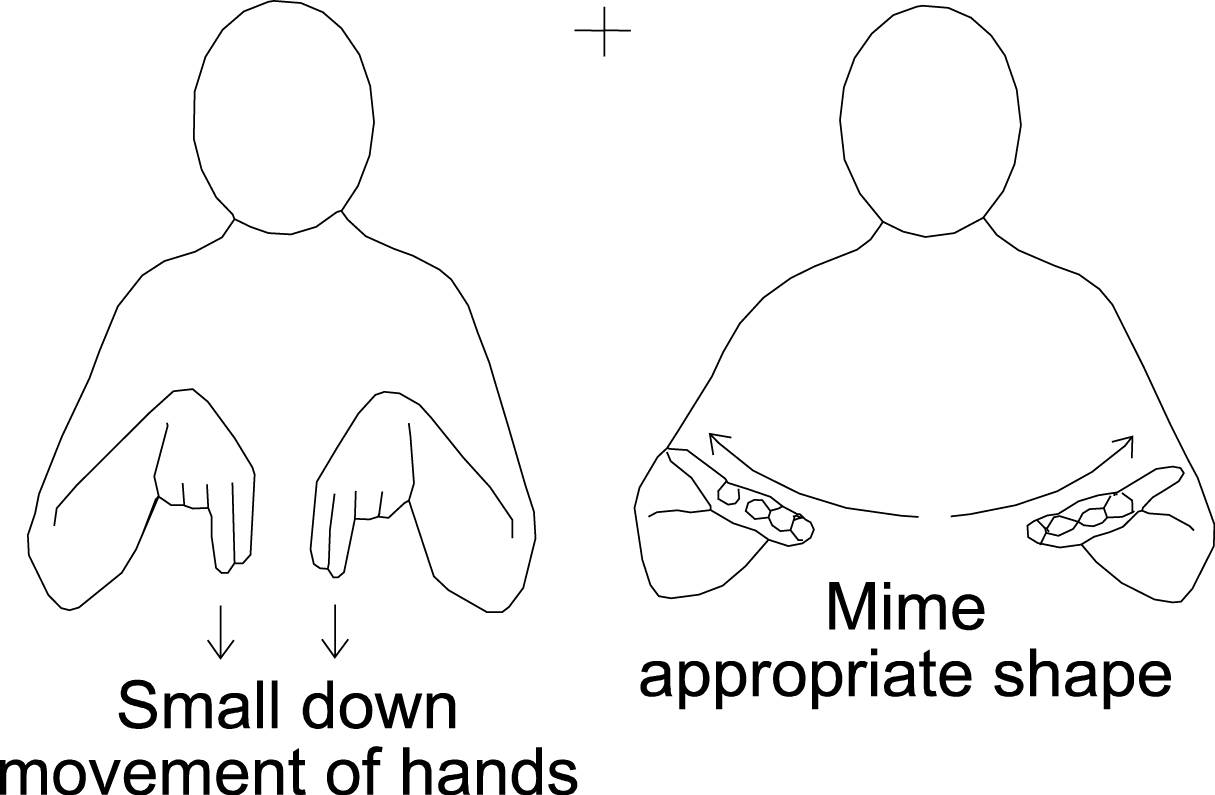 Small down
movement of hands
Mime
appropriate shape